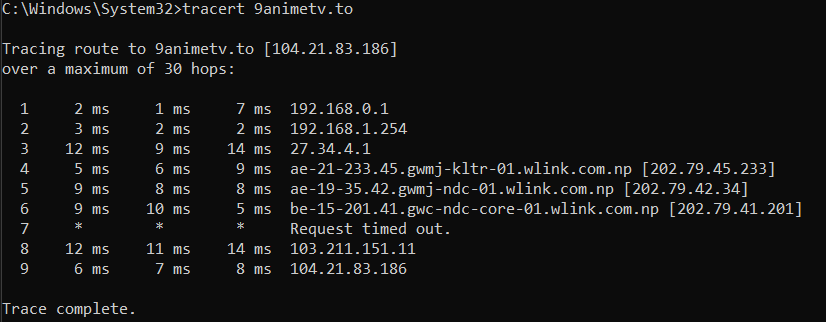 C:\Windows\System32>tracert 9animetv.to
Tracing route to 9animetv.to [104.21.83.186]
over a maximum of 30 hops:
1 2 ms 1 ms 7 ms 192.168.0.1
2 3 ms 2 ms 2 ms 192.168.1.254
3 12 ms 9 ms 14 ms 27.34.4.1
4 5 ms 6 ms 9 ms ae-21-233.45.gwmj-kltr-01.wlink.com.np [202.79.45.233]
5 9 ms 8 ms 8 ms ae-19-35.42.gwmj-ndc-01.wlink.com.np [202.79.42.34]
6 9 ms 10 ms 5 ms be-15-201.41.gwc-ndc-core-01.wlink.com.np [202.79.41.201]
7 * * * Request timed out.
8 12 ms 11 ms 14 ms 103.211.151.11
9 6 ms 7 ms 8 ms 104.21.83.186
Trace complete.